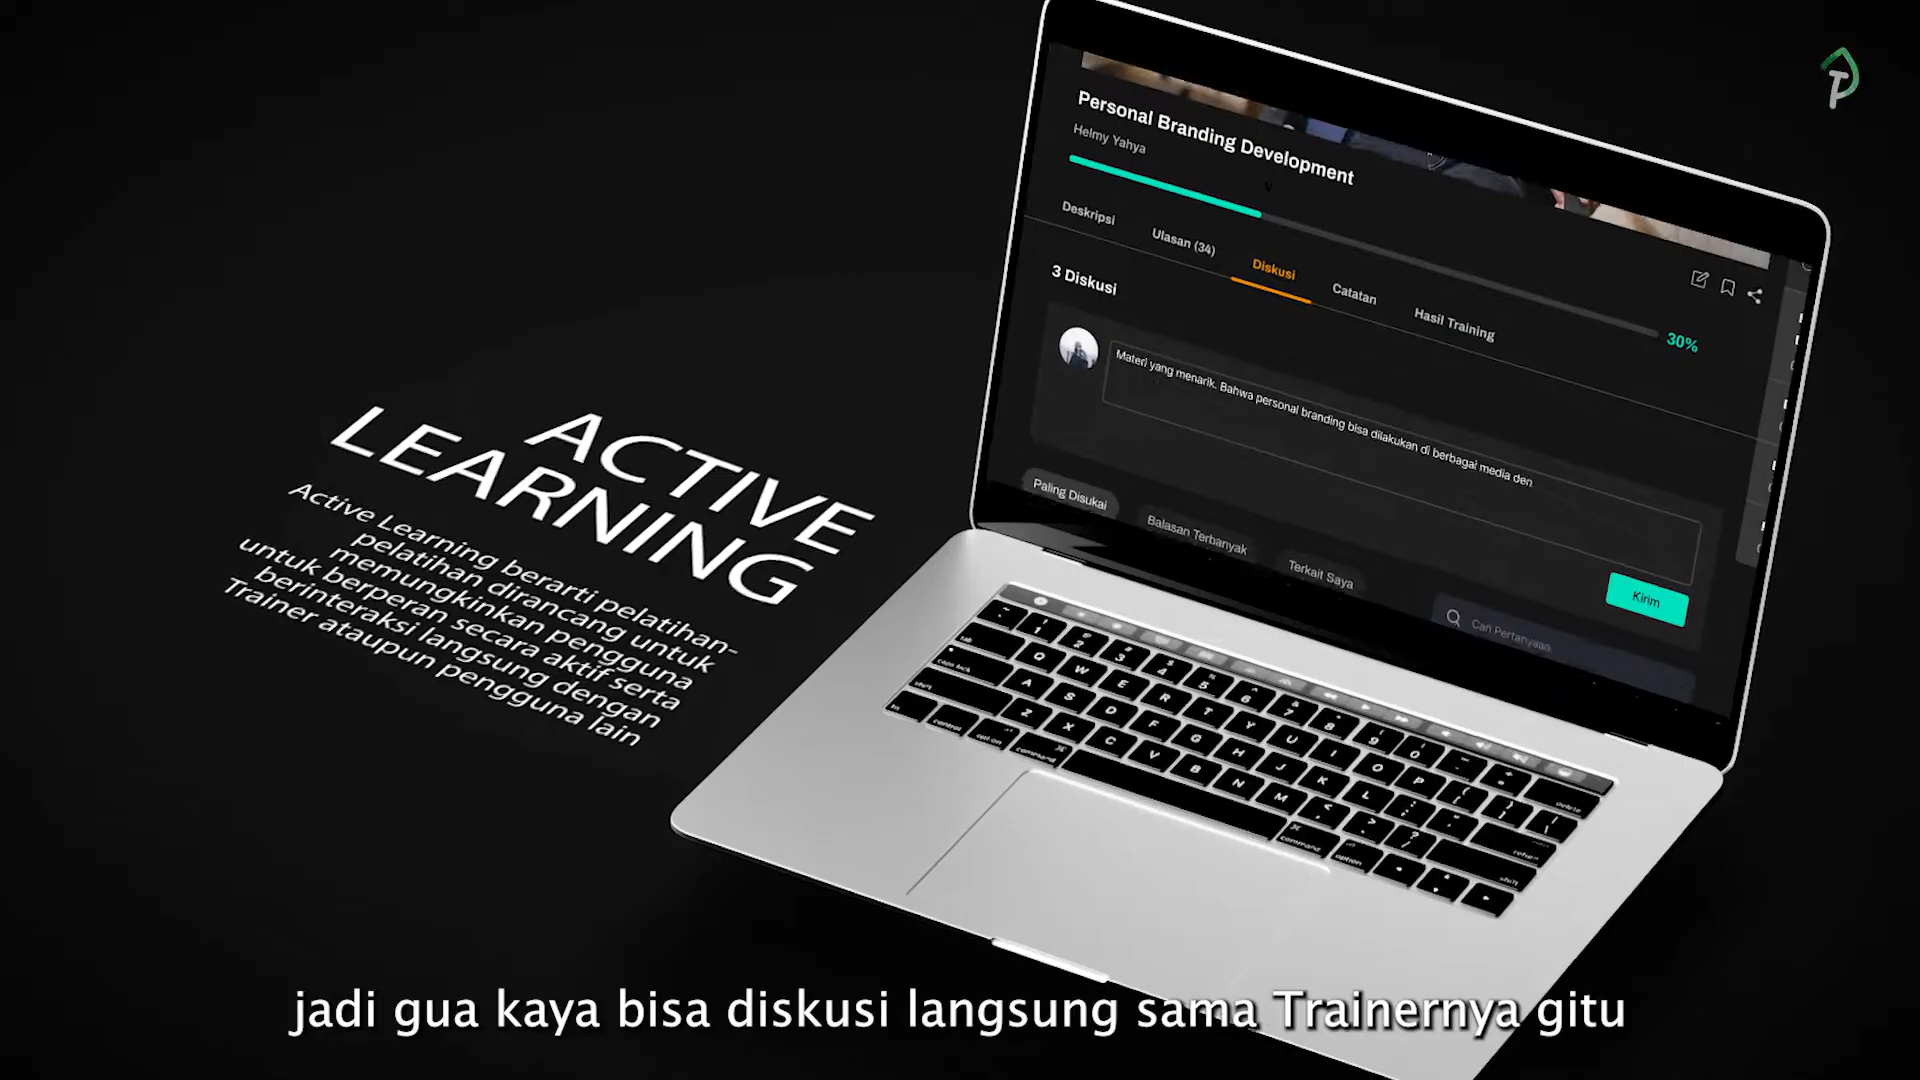 Personal Branding Development
Helmy Yahya
30%
Deskripsi
Ulasan (34)
Diskusi
Catatan
Hasil Training
3 Diskusi
Materi yang menarik. Bahwa personal branding bisa dilakukan di berbagai media den
Paling Disukai
Balasan Terbanyak
Terkait Saya
Kirim
Cari Pertanyaan
ACTIVE
LEARNING
Active Learning berarti pelatihan-
pelatihan dirancang untuk
memungkinkan pengguna
untuk berperan secara aktif serta
berinteraksi langsung dengan
Trainer ataupun pengguna lain
jadi gua kaya bisa diskusi langsung sama Trainernya gitu